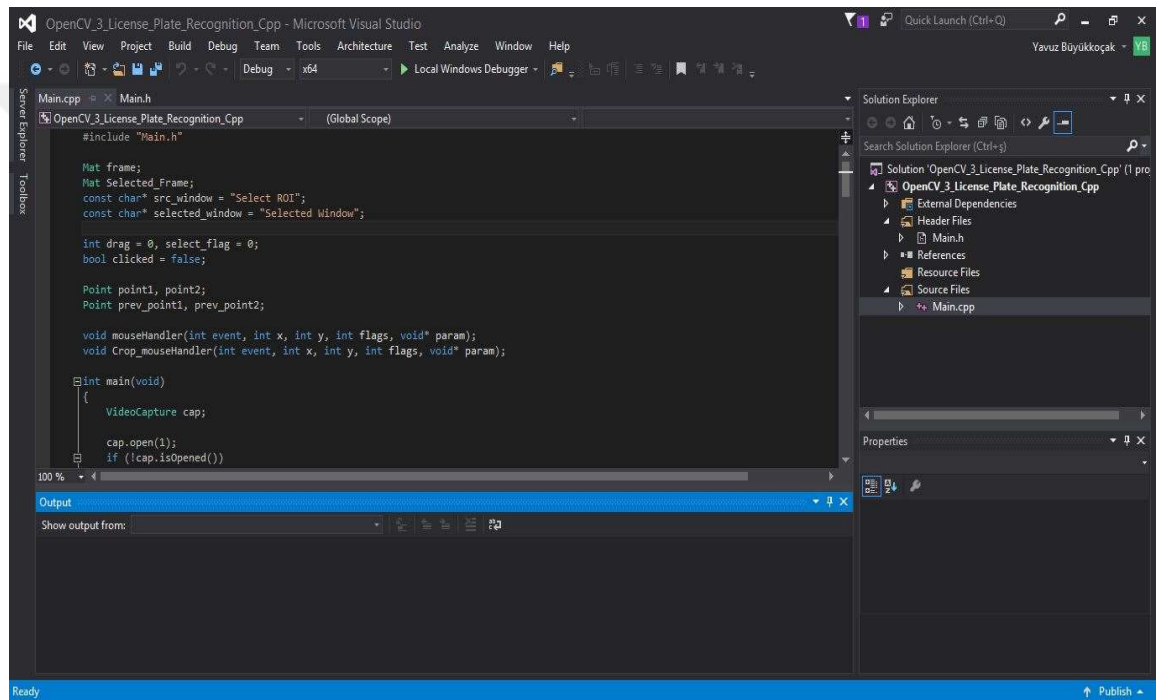 OpenCV_3_License_Plate_Recognition_Cpp - Microsoft Visual Studio
1
Quick Launch (Ctrl+Q)
File Edit View Project Build Debug Team Tools Architecture Test Analyze Window Help
Yavuz Büyükkoçak
YB
Debug x64 Local Windows Debugger
Server Explorer
Toolbox
Main.cpp Main.h
OpenCV_3_License_Plate_Recognition_Cpp (Global Scope)
#include "Main.h"
Mat frame;
Mat Selected_Frame;
const char* src_window = "Select ROI";
const char* selected_window = "Selected Window";
int drag = 0, select_flag = 0;
bool clicked = false;
Point point1, point2;
Point prev_point1, prev_point2;
void mouseHandler(int event, int x, int y, int flags, void* param);
void Crop_mouseHandler(int event, int x, int y, int flags, void* param);
int main(void)
{
VideoCapture cap;
cap.open(1);
if (!cap.isOpened())
100 %
Output
Show output from:
Solution Explorer
Search Solution Explorer (Ctrl+ş)
Solution 'OpenCV_3_License_Plate_Recognition_Cpp' (1 pro
OpenCV_3_License_Plate_Recognition_Cpp
External Dependencies
Header Files
Main.h
References
Resource Files
Source Files
Main.cpp
Properties
Ready
Publish